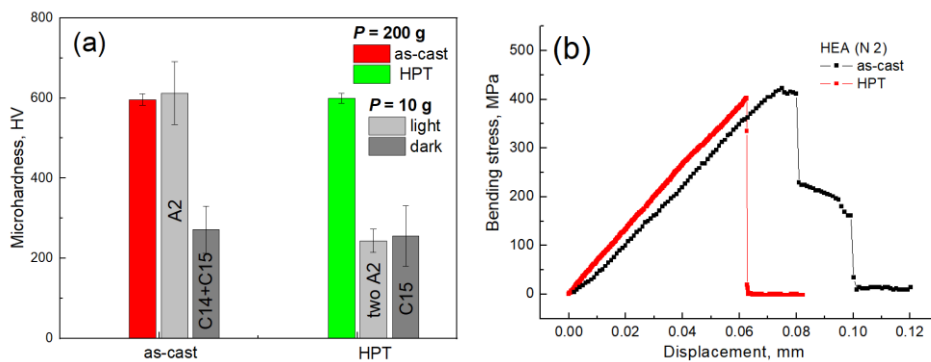 (a)
P = 200 g
as-cast
HPT
P = 10 g
light
dark
Microhardness, HV
800
600
400
200
0
A2
C14+C15
two A2
C15
as-cast
HPT
(b)
HEA (N 2)
as-cast
HPT
Bending stress, MPa
500
400
300
200
100
0
0.00 0.02 0.04 0.06 0.08 0.10 0.12
Displacement, mm